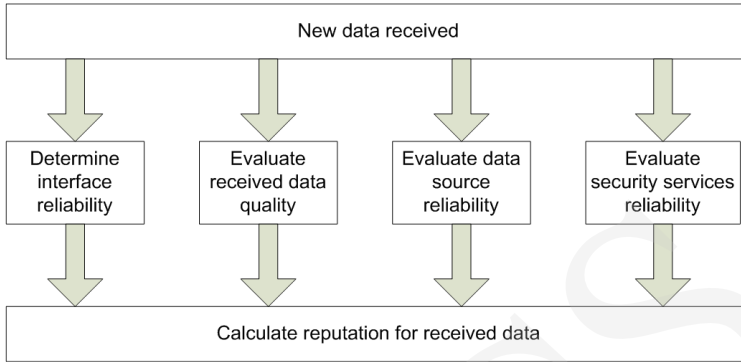 New data received
Determine
interface
reliability
Evaluate
received data
quality
Evaluate data
source
reliability
Evaluate
security services
reliability
Calculate reputation for received data